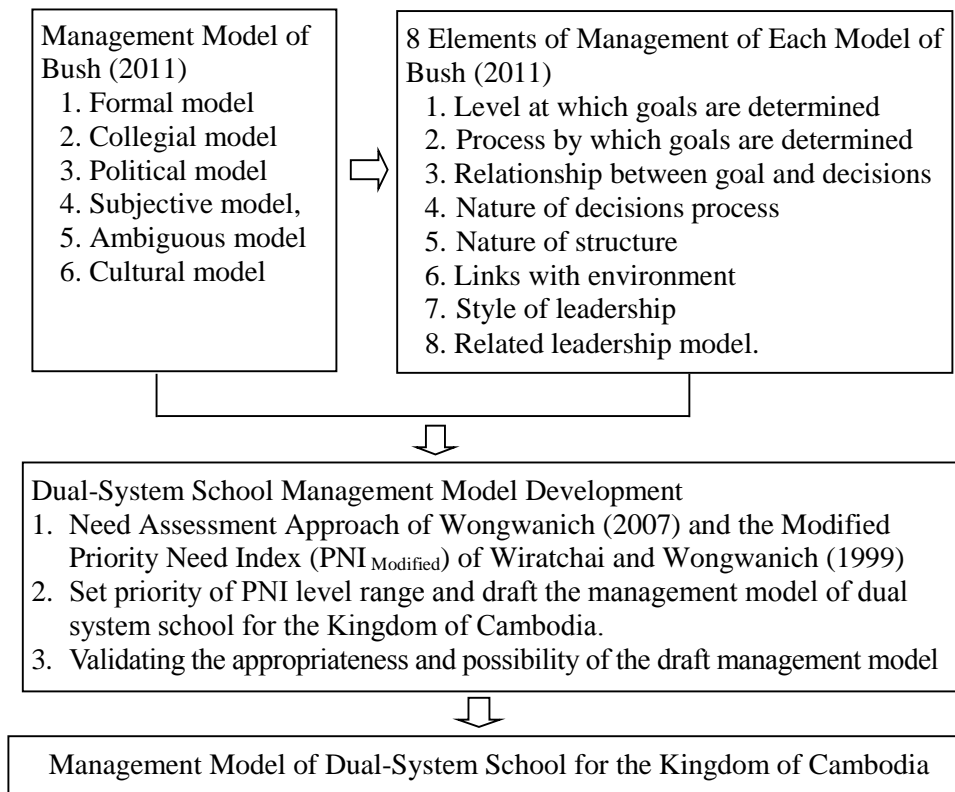 Management Model of
Bush (2011)
1. Formal model
2. Collegial model
3. Political model
4. Subjective model,
5. Ambiguous model
6. Cultural model
8 Elements of Management of Each Model of
Bush (2011)
1. Level at which goals are determined
2. Process by which goals are determined
3. Relationship between goal and decisions
4. Nature of decisions process
5. Nature of structure
6. Links with environment
7. Style of leadership
8. Related leadership model.
Dual-System School Management Model Development
1. Need Assessment Approach of Wongwanich (2007) and the Modified
Priority Need Index (PNI Modified) of Wiratchai and Wongwanich (1999)
2. Set priority of PNI level range and draft the management model of dual
system school for the Kingdom of Cambodia.
3. Validating the appropriateness and possibility of the draft management model
Management Model of Dual-System School for the Kingdom of Cambodia